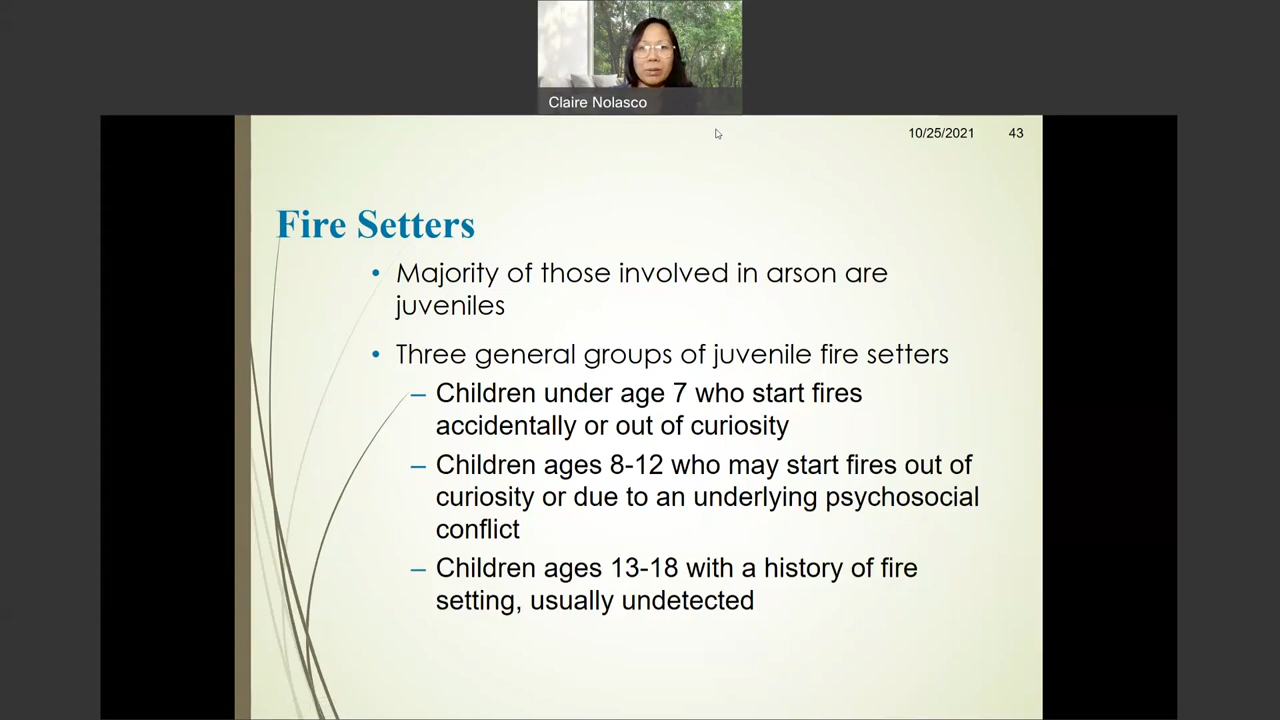 Claire Nolasco
10/25/2021 43
Fire Setters
• Majority of those involved in arson are
juveniles
• Three general groups of juvenile fire setters
– Children under age 7 who start fires
accidentally or out of curiosity
– Children ages 8-12 who may start fires out of
curiosity or due to an underlying psychosocial
conflict
– Children ages 13-18 with a history of fire
setting, usually undetected